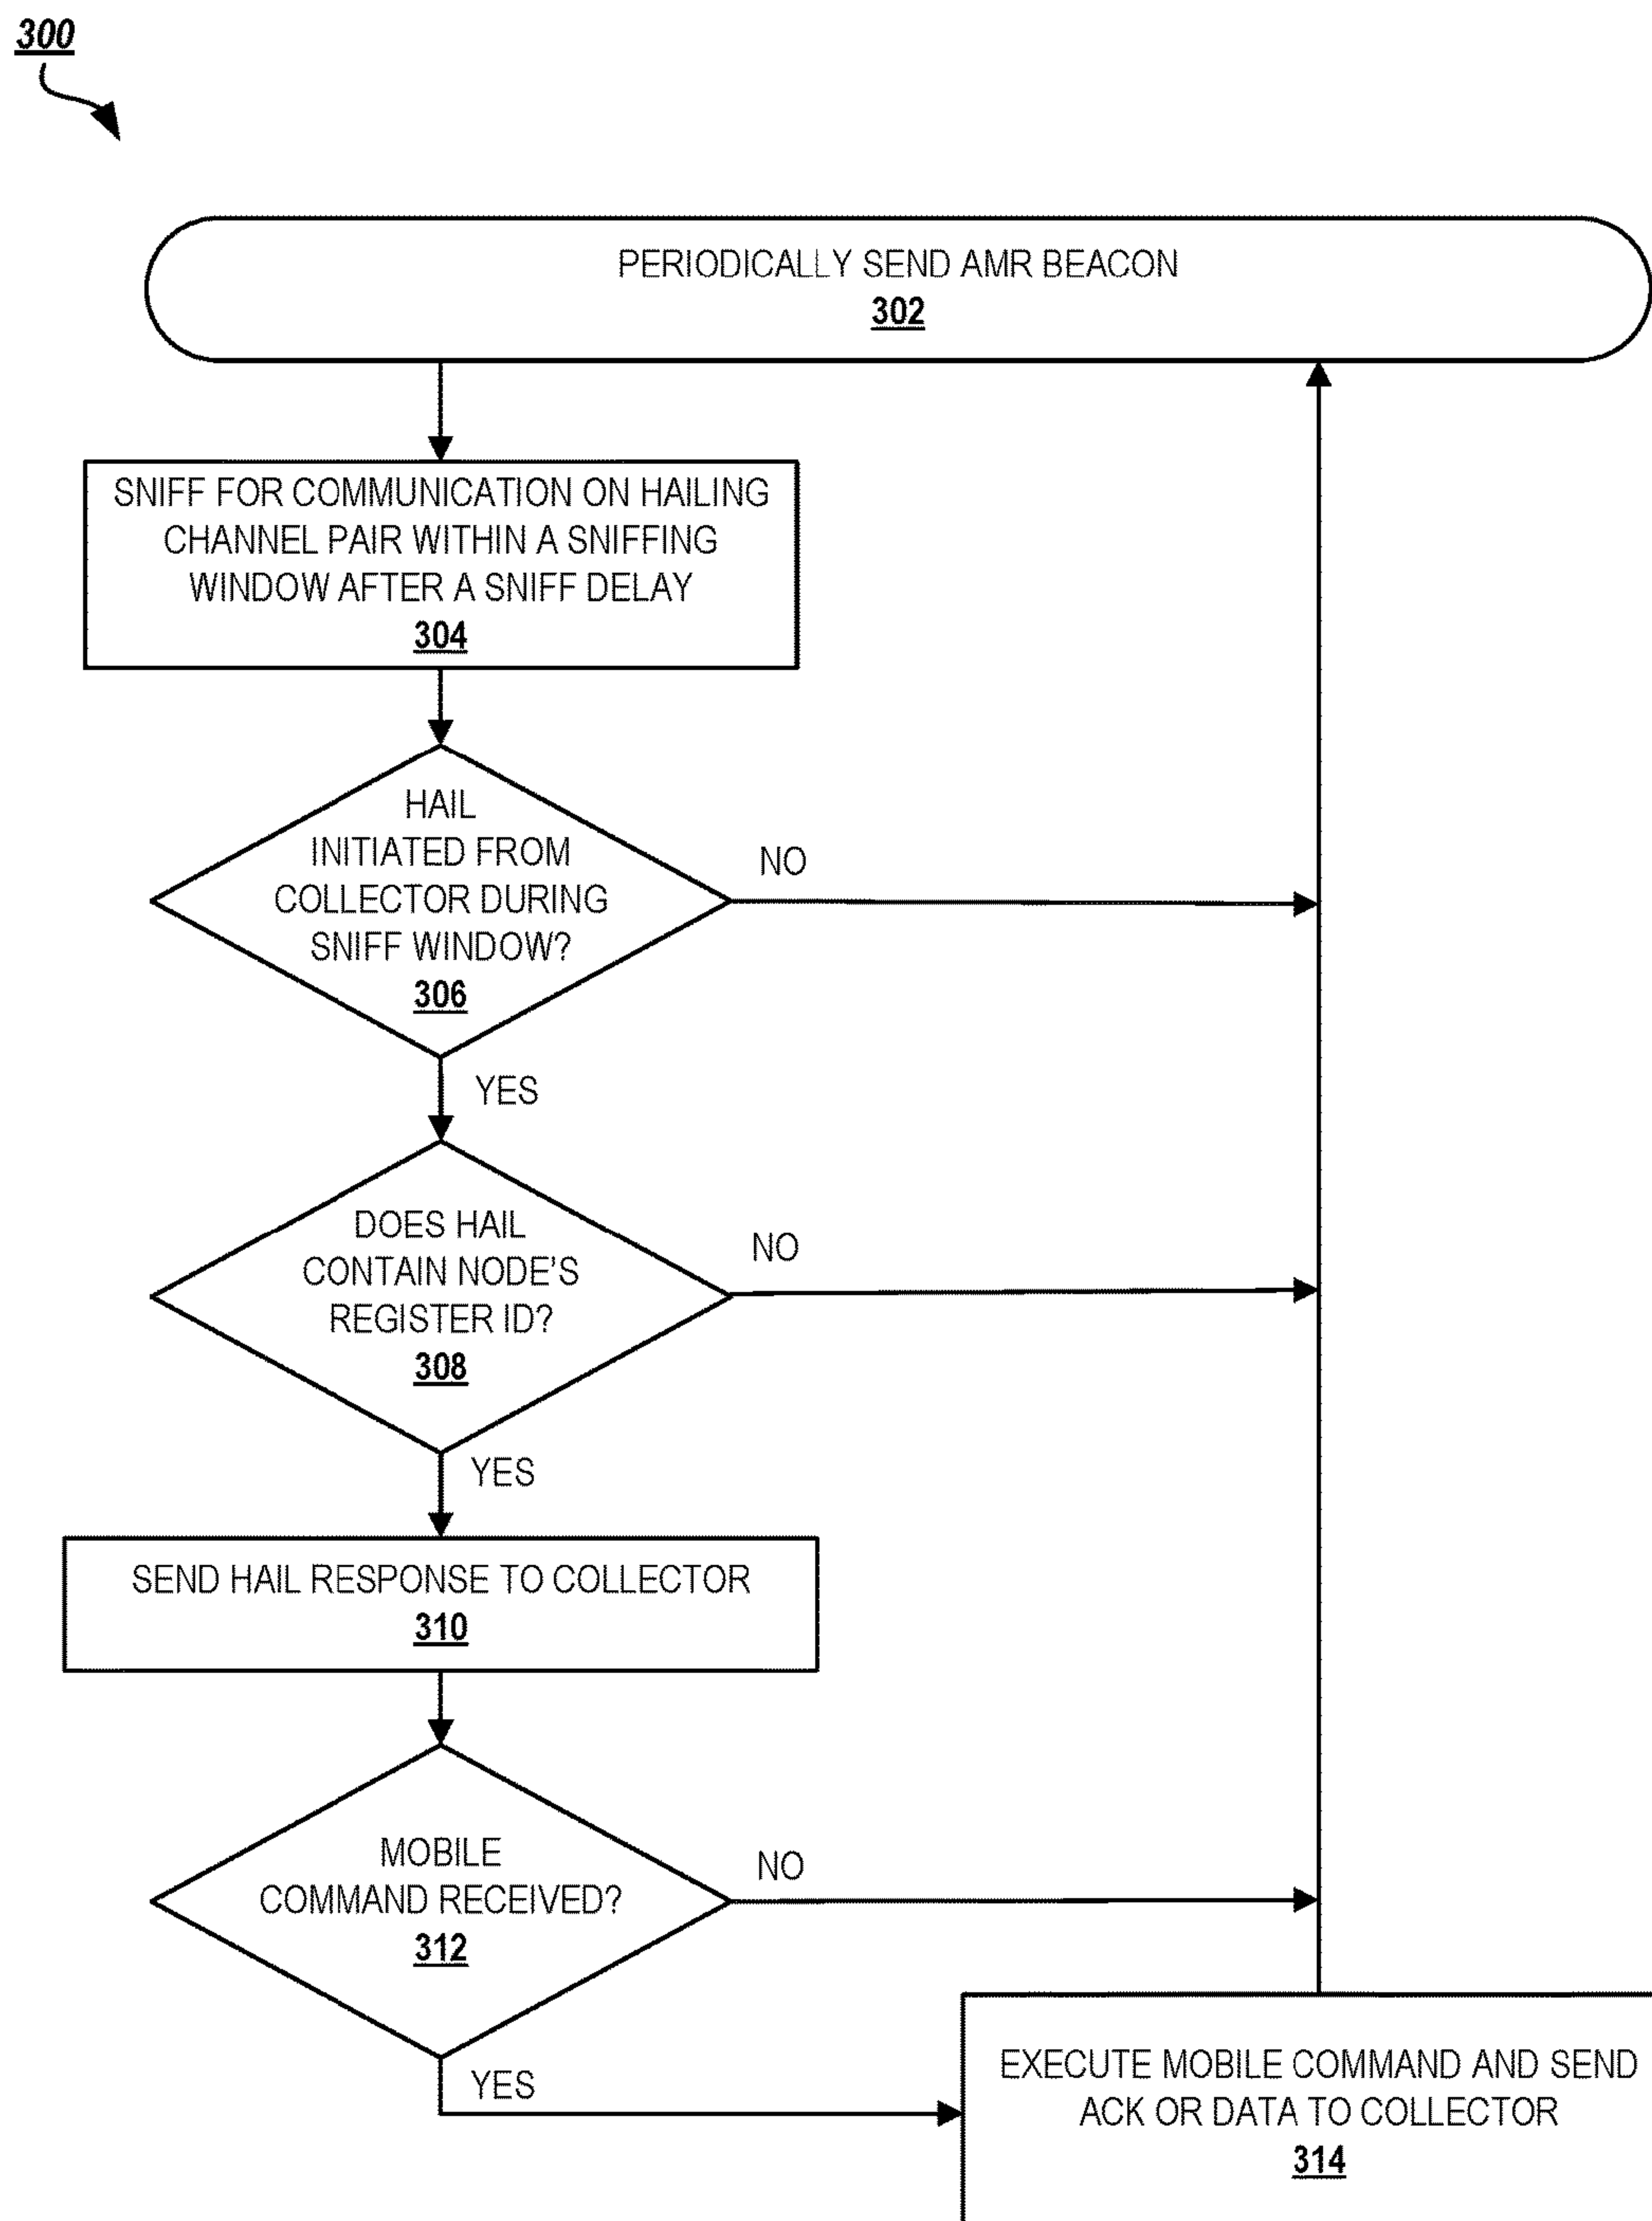 300
PERIODICALLY SEND AMR BEACON
302
SNIFF FOR COMMUNICATION ON HAILING
CHANNEL PAIR WITHIN A SNIFFING
WINDOW AFTER A SNIFF DELAY
304
HAIL
INITIATED FROM
COLLECTOR DURING
SNIFF WINDOW?
306
NO
YES
DOES HAIL
CONTAIN NODE'S
REGISTER ID?
308
NO
YES
SEND HAIL RESPONSE TO COLLECTOR
310
MOBILE
COMMAND RECEIVED?
312
NO
YES
EXECUTE MOBILE COMMAND AND SEND
ACK OR DATA TO COLLECTOR
314